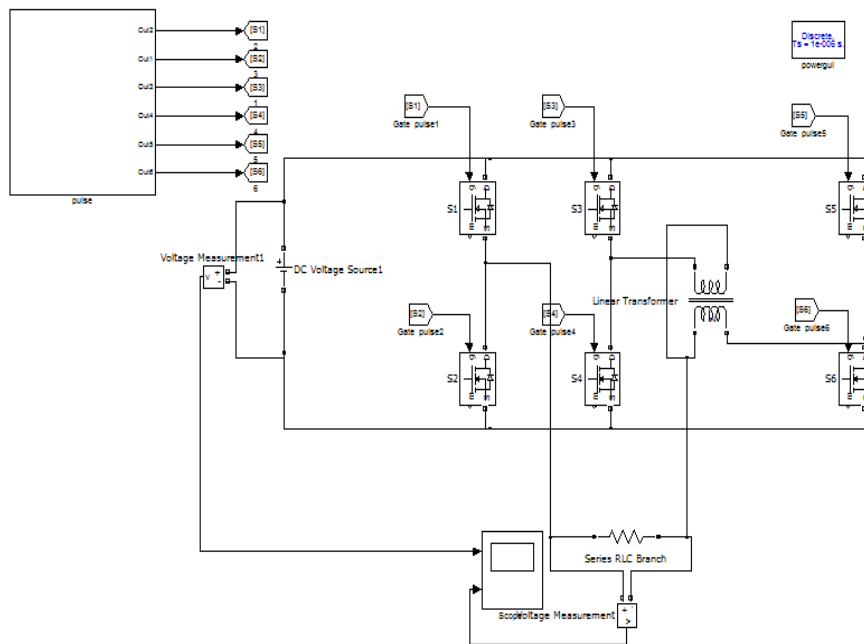 Out2
[S1]
2
Out1
[S2]
3
Out3
[S3]
1
Out4
[S4]
4
Out5
[S5]
5
Out6
[S6]
6
pulse
Discrete,
Ts = 1e-006 s.
powergui
[S1]
Gate pulse1
[S3]
Gate pulse3
[S5]
Gate pulse5
g
D
S1
m
S
g
D
S3
m
S
g
S5
m
Voltage Measurement1
v
+
-
+
DC Voltage Source1
Linear Transformer
[S2]
Gate pulse2
[S4]
Gate pulse4
[S6]
Gate pulse6
g
D
S2
m
S
g
D
S4
m
S
g
S6
m
Series RLC Branch
Scope
Voltage Measurement
+
-
v